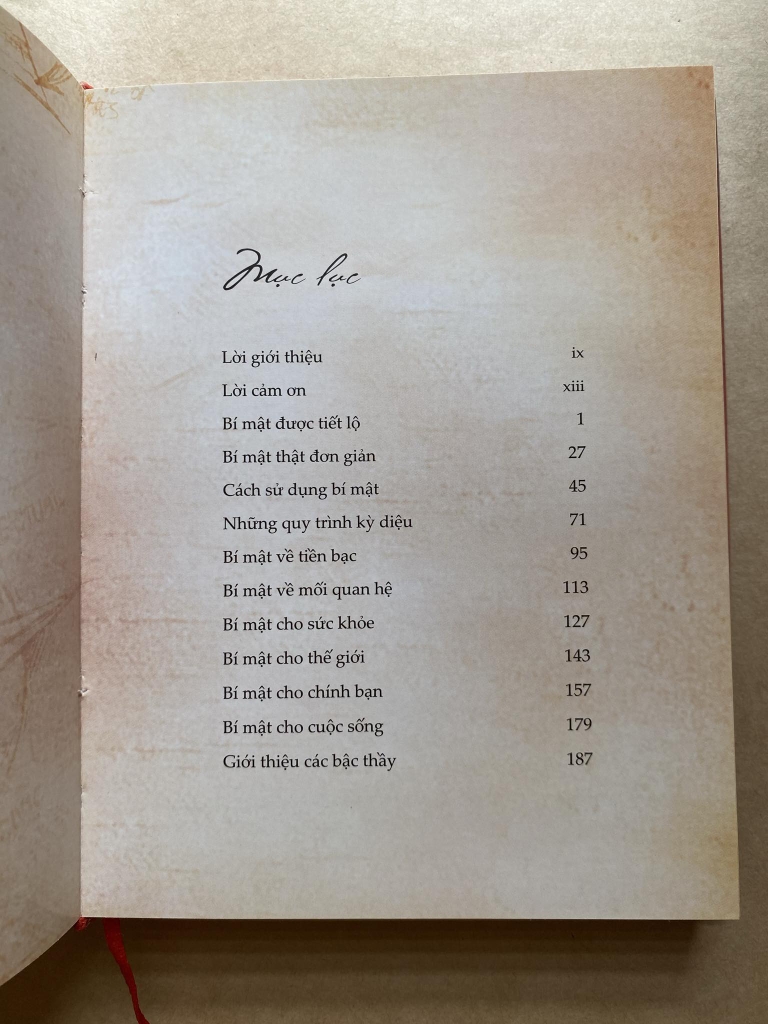 Mục lục
Lời giới thiệu ix
Lời cảm ơn xiii
Bí mật được tiết lộ 1
Bí mật thật đơn giản 27
Cách sử dụng bí mật 45
Những quy trình kỳ diệu 71
Bí mật về tiền bạc 95
Bí mật về mối quan hệ 113
Bí mật cho sức khỏe 127
Bí mật cho thế giới 143
Bí mật cho chính bạn 157
Bí mật cho cuộc sống 179
Giới thiệu các bậc thầy 187